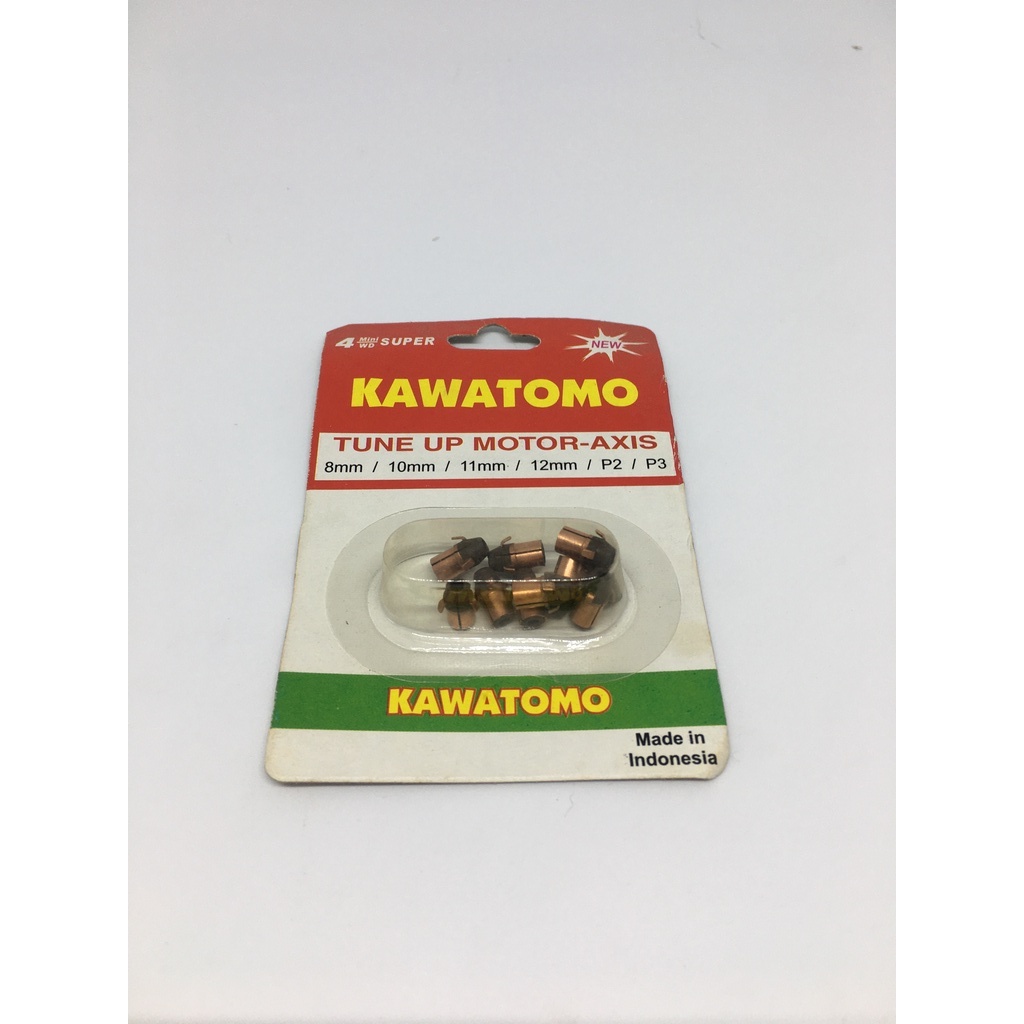 4 Mini WD SUPER
NEW
KAWATOMO
TUNE UP MOTOR-AXIS
8mm / 10mm / 11mm / 12mm / P2 / P3
KAWATOMO
Made in
Indonesia